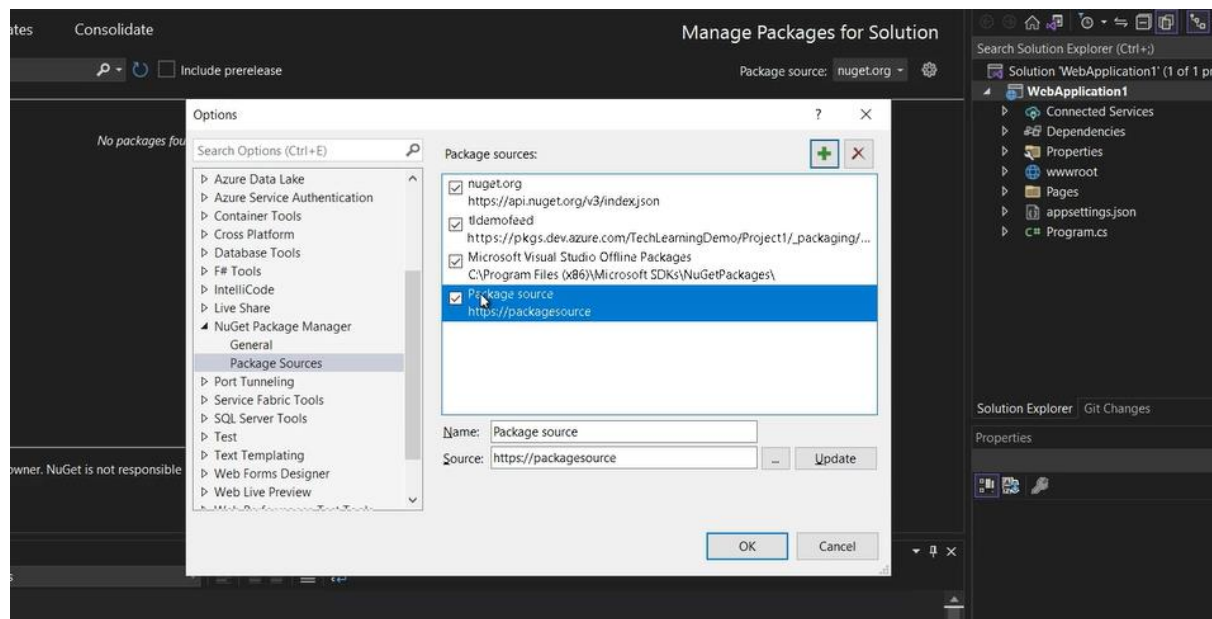 ates Consolidate
Manage Packages for Solution
Include prerelease
Package source: nuget.org
No packages fou
Options
?
Search Options (Ctrl+E)
Azure Data Lake
Azure Service Authentication
Container Tools
Cross Platform
Database Tools
F# Tools
IntelliCode
Live Share
NuGet Package Manager
General
Package Sources
Port Tunneling
Service Fabric Tools
SQL Server Tools
Test
Text Templating
Web Forms Designer
Web Live Preview
Package sources:
nuget.org
https://api.nuget.org/v3/index.json
tldemofeed
https://pkgs.dev.azure.com/TechLearningDemo/Project1/_packaging/...
Microsoft Visual Studio Offline Packages
C:\Program Files (x86)\Microsoft SDKs\NuGetPackages\
Package source
https://packagesource
Name: Package source
Source: https://packagesource
... Update
OK Cancel
owner. NuGet is not responsible
s
Search Solution Explorer (Ctrl+;)
Solution 'WebApplication1' (1 of 1 pr
WebApplication1
Connected Services
Dependencies
Properties
wwwroot
Pages
appsettings.json
C# Program.cs
Solution Explorer Git Changes
Properties